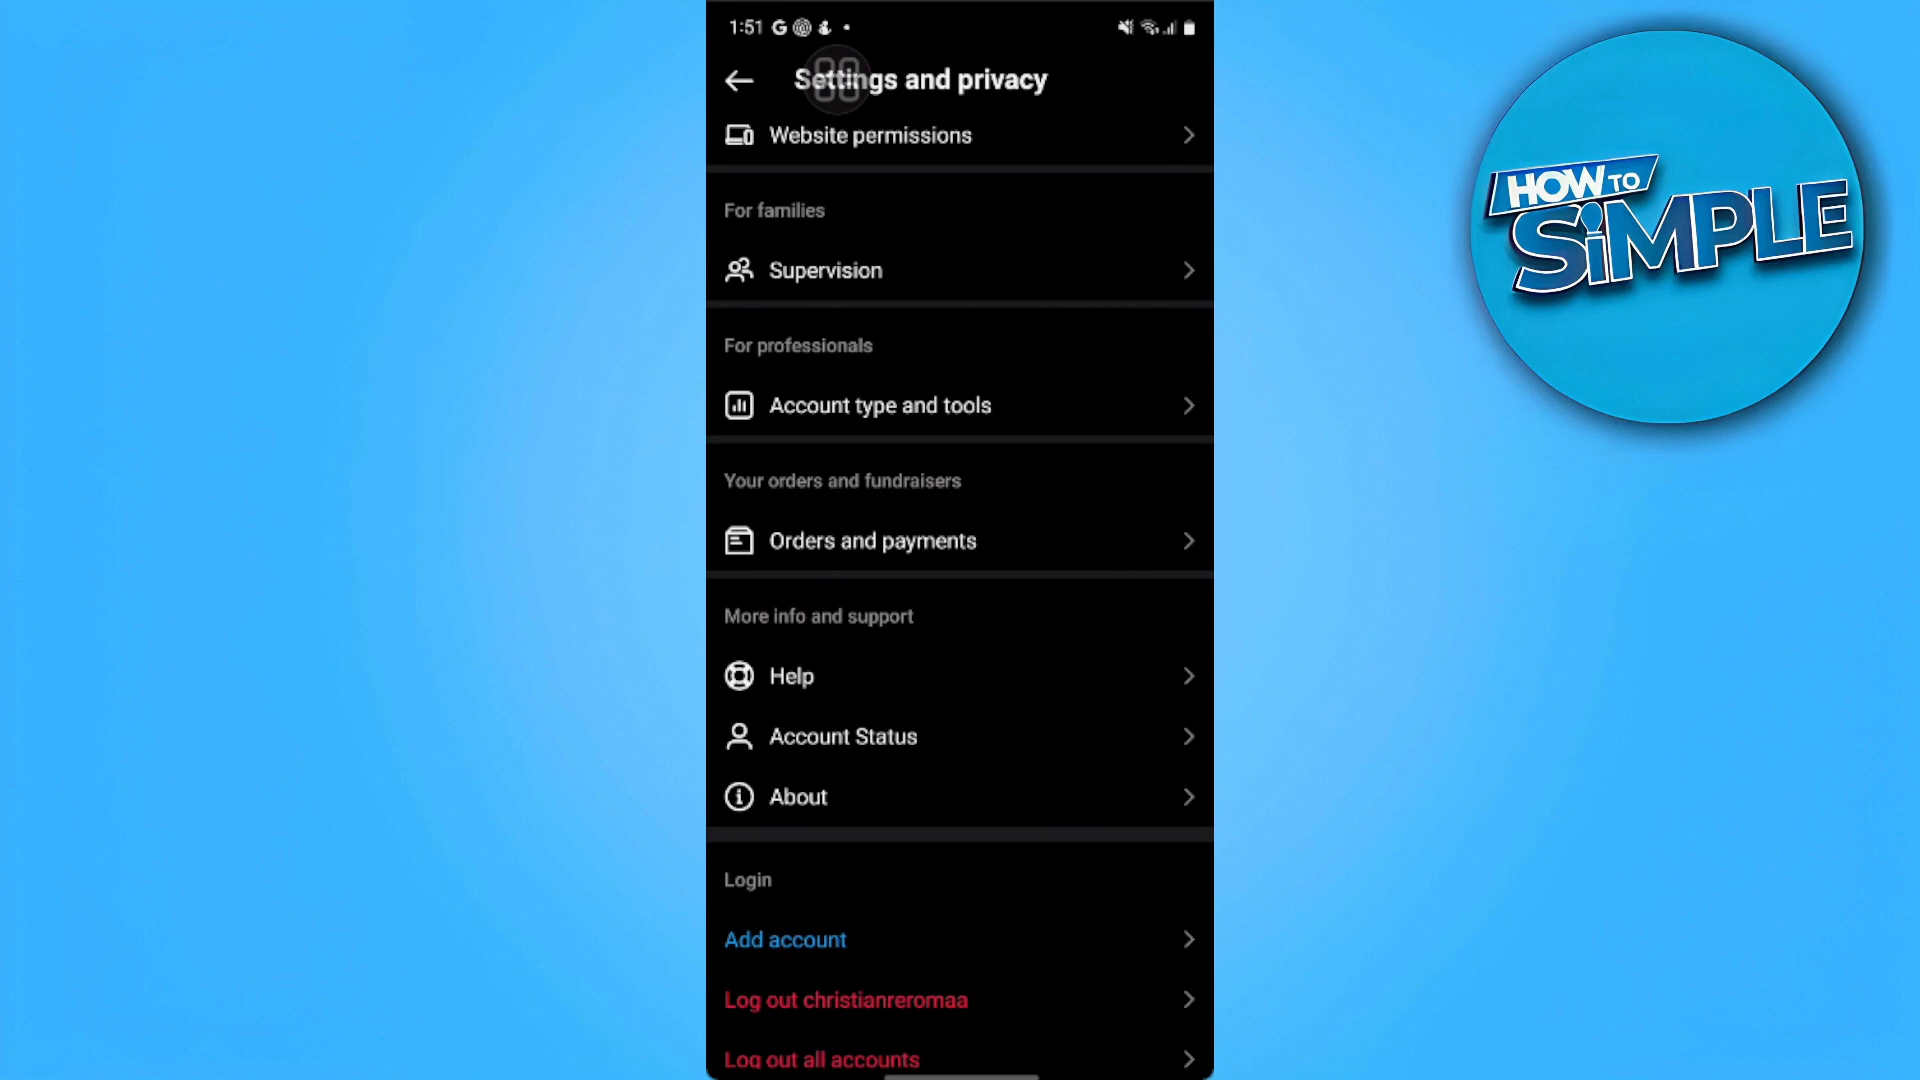 1:51
Settings and privacy
Website permissions
For families
Supervision
For professionals
Account type and tools
Your orders and fundraisers
Orders and payments
More info and support
Help
Account Status
About
Login
Add account
Log out christianreromaa
Log out all accounts
HOW TO
SiMPLE